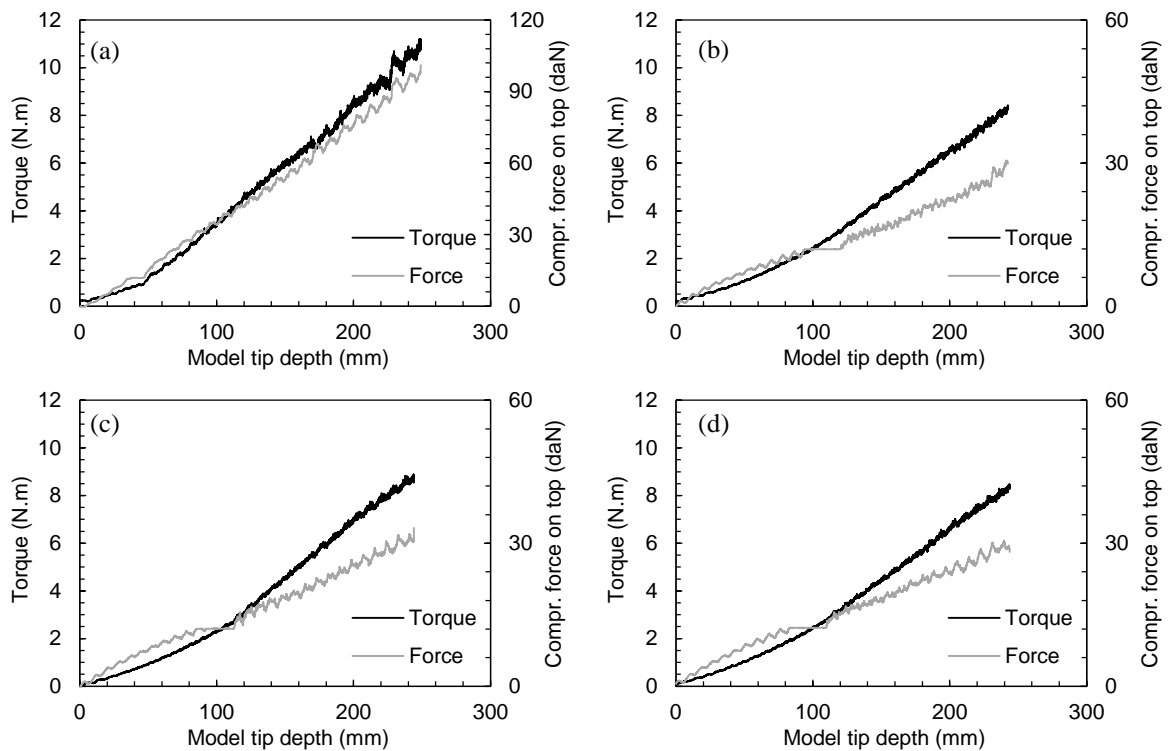 (a)
12
10
8
6
4
2
0
Torque (N.m)
120
90
60
30
0
Compr. force on top (daN)
Torque
Force
0 100 200 300
Model tip depth (mm)
(b)
12
10
8
6
4
2
0
Torque (N.m)
60
30
0
Compr. force on top (daN)
Torque
Force
0 100 200 300
Model tip depth (mm)
(c)
12
10
8
6
4
2
0
Torque (N.m)
60
30
0
Compr. force on top (daN)
Torque
Force
0 100 200 300
Model tip depth (mm)
(d)
12
10
8
6
4
2
0
Torque (N.m)
60
30
0
Compr. force on top (daN)
Torque
Force
0 100 200 300
Model tip depth (mm)